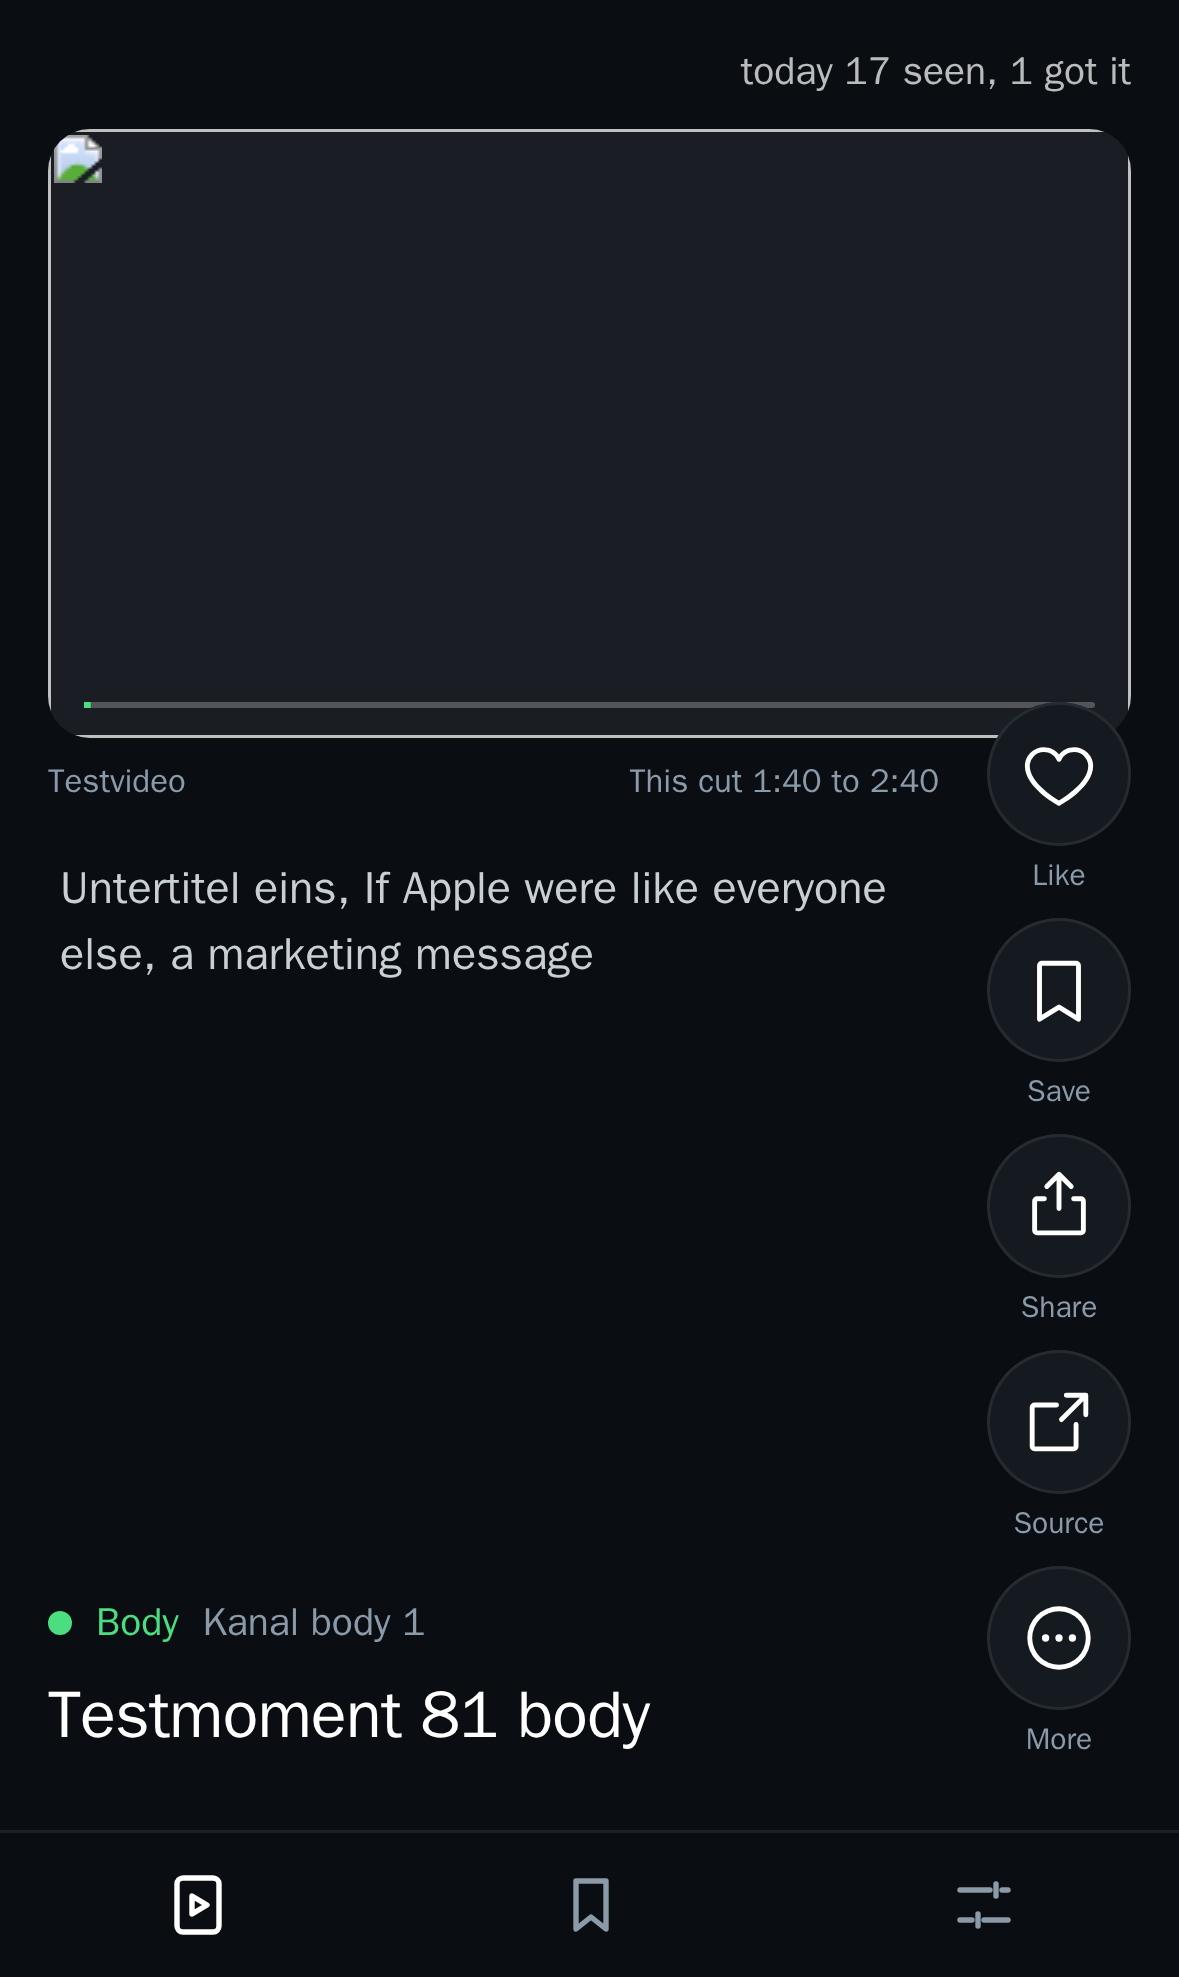 today 17 seen, 1 got it
Testvideo
This cut 1:40 to 2:40
Untertitel eins, If Apple were like everyone
else, a marketing message
Like
Save
Share
Source
Body Kanal body 1
Testmoment 81 body
More